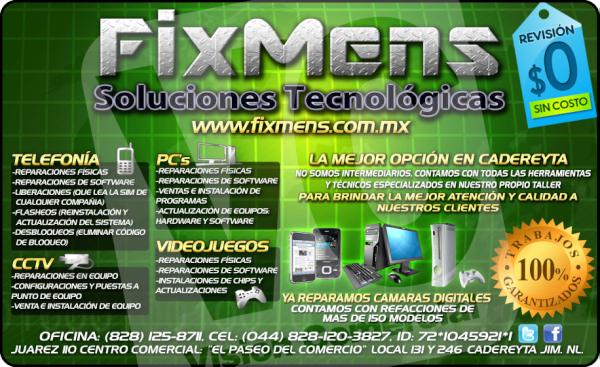 FixMens
Soluciones Tecnológicas
www.fixmens.com.mx
REVISIÓN
$0
SIN COSTO
TELEFONÍA
-REPARACIONES FÍSICAS
-REPARACIONES DE SOFTWARE
-LIBERACIONES (QUE LEA LA SIM DE
CUALQUIER COMPAÑIA)
-FLASHEOS (REINSTALACIÓN Y
ACTUALIZACIÓN DEL SISTEMA)
-DESBLOQUEOS (ELIMINAR CÓDIGO
DE BLOQUEO)
CCTV
-REPARACIONES EN EQUIPO
-CONFIGURACIONES Y PUESTAS A
PUNTO DE EQUIPO
-VENTA E INSTALACIÓN DE EQUIPO
PC's
-REPARACIONES FÍSICAS
-REPARACIONES DE SOFTWARE
-VENTAS E INSTALACIÓN DE
PROGRAMAS
-ACTUALIZACIÓN DE EQUIPOS:
HARDWARE Y SOFTWARE
VIDEOJUEGOS
-REPARACIONES FÍSICAS
-REPARACIONES DE SOFTWARE
-INSTALACIONES DE CHIPS Y
ACTUALIZACIONES
LA MEJOR OPCIÓN EN CADEREYTA
NO SOMOS INTERMEDIARIOS, CONTAMOS CON TODAS LAS HERRAMIENTAS
Y TÉCNICOS ESPECIALIZADOS EN NUESTRO PROPIO TALLER
PARA BRINDAR LA MEJOR ATENCIÓN Y CALIDAD A
NUESTROS CLIENTES
YA REPARAMOS CAMARAS DIGITALES
CONTAMOS CON REFACCIONES DE
MAS DE 150 MODELOS
TRABAJOS
100%
GARANTIZADOS
OFICINA: (828) 125-8711, CEL: (044) 828-120-3827, ID: 72*1045921*1
JUAREZ 110 CENTRO COMERCIAL: "EL PASEO DEL COMERCIO" LOCAL 131 Y 246 CADEREYTA JIM. NL.